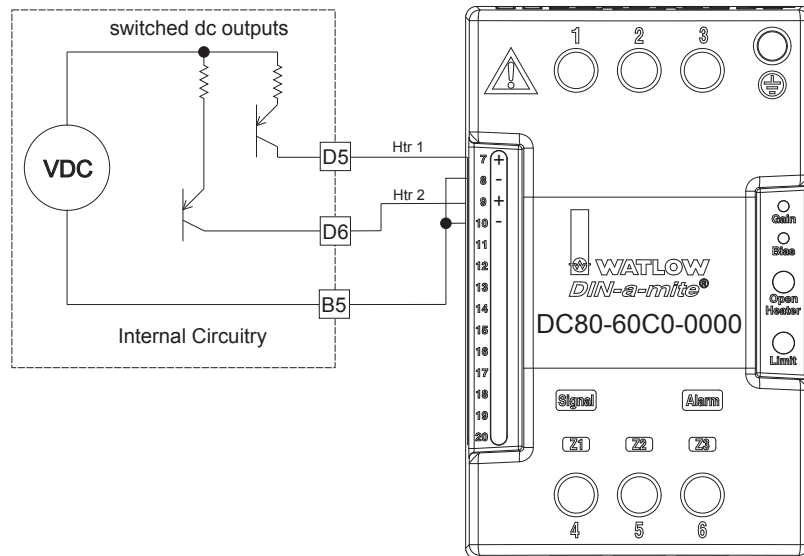 switched dc outputs
VDC
D5
Htr 1
D6
Htr 2
B5
Internal Circuitry
1 2 3
7 +
8 -
9 +
10 -
11
12
13
14
15
16
17
18
19
20
WATLOW
DIN-a-mite®
DC80-60C0-0000
Gain
Bias
Open
Heater
Limit
Signal Alarm
Z1 Z2 Z3
4 5 6